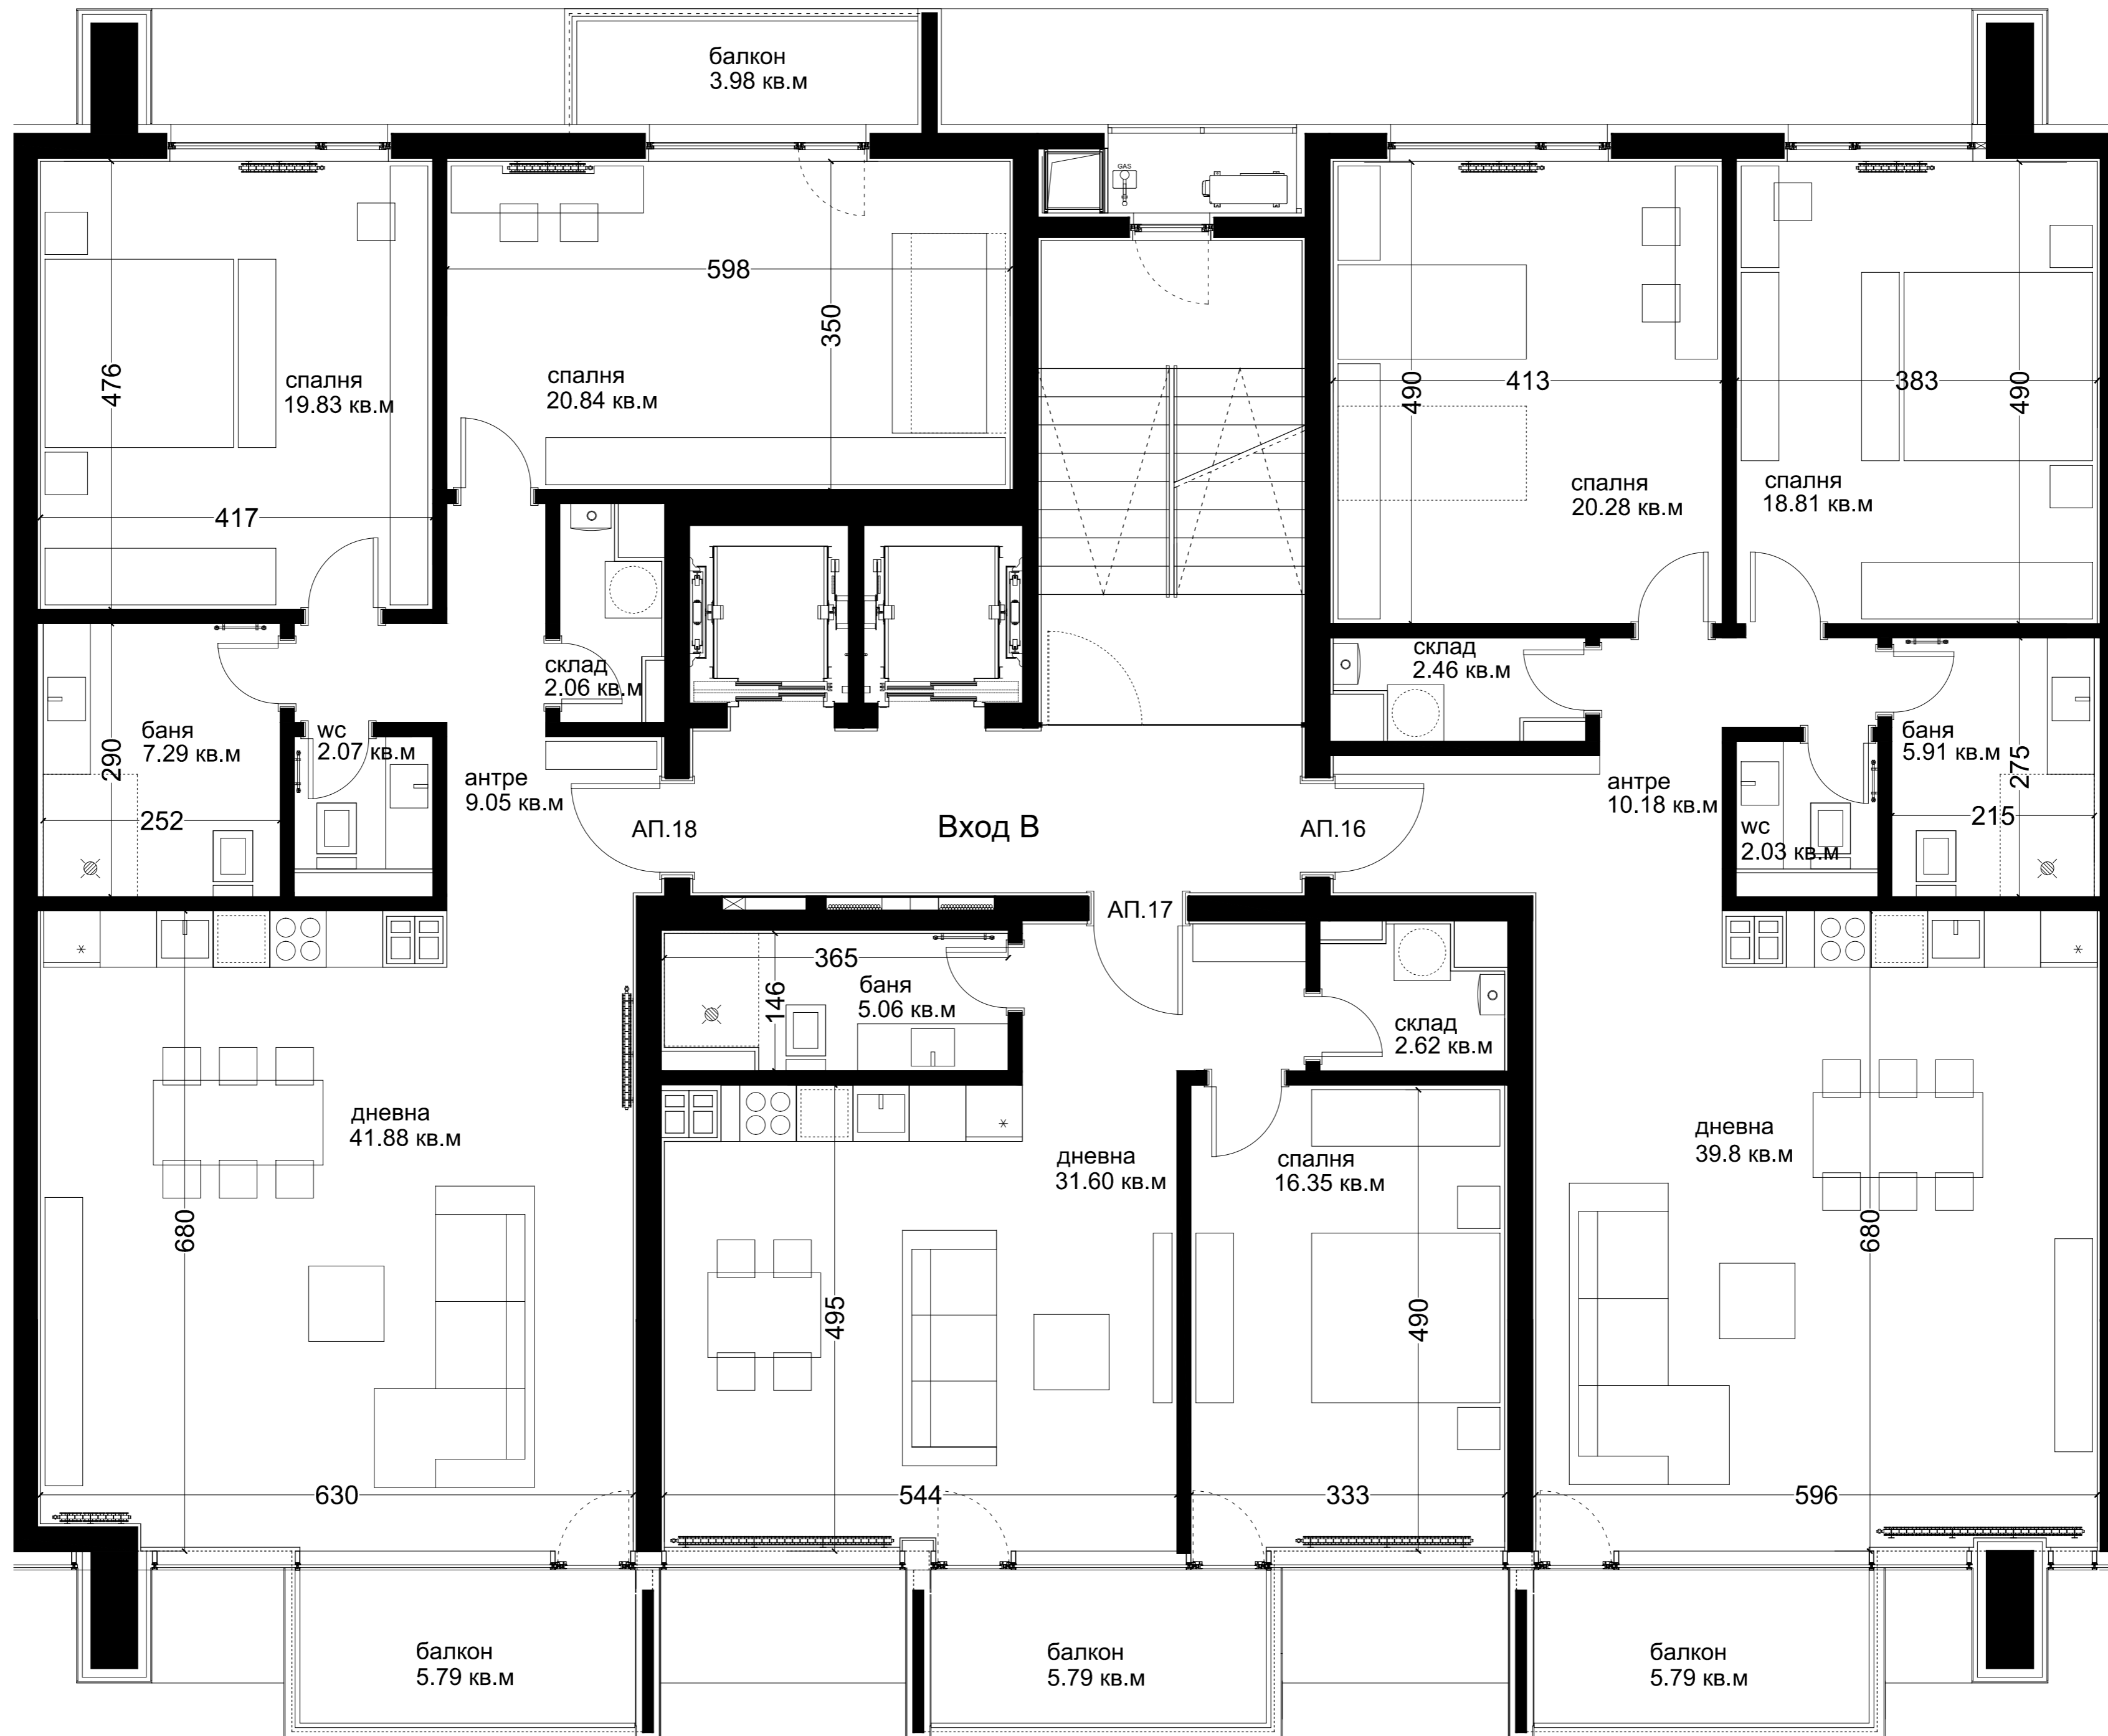 балкон
3.98 кв.м
GAS
598
350
476
спалня
19.83 кв.м
спалня
20.84 кв.м
417
490
413
383
490
спалня
20.28 кв.м
спалня
18.81 кв.м
склад
2.06 кв.м
склад
2.46 кв.м
баня
7.29 кв.м
290
252
wc
2.07 кв.м
антре
9.05 кв.м
АП.18
Вход В
АП.16
антре
10.18 кв.м
wc
2.03 кв.м
баня
5.91 кв.м
275
215
АП.17
365
146
баня
5.06 кв.м
склад
2.62 кв.м
дневна
41.88 кв.м
680
дневна
31.60 кв.м
495
спалня
16.35 кв.м
490
дневна
39.8 кв.м
680
630
544
333
596
балкон
5.79 кв.м
балкон
5.79 кв.м
балкон
5.79 кв.м